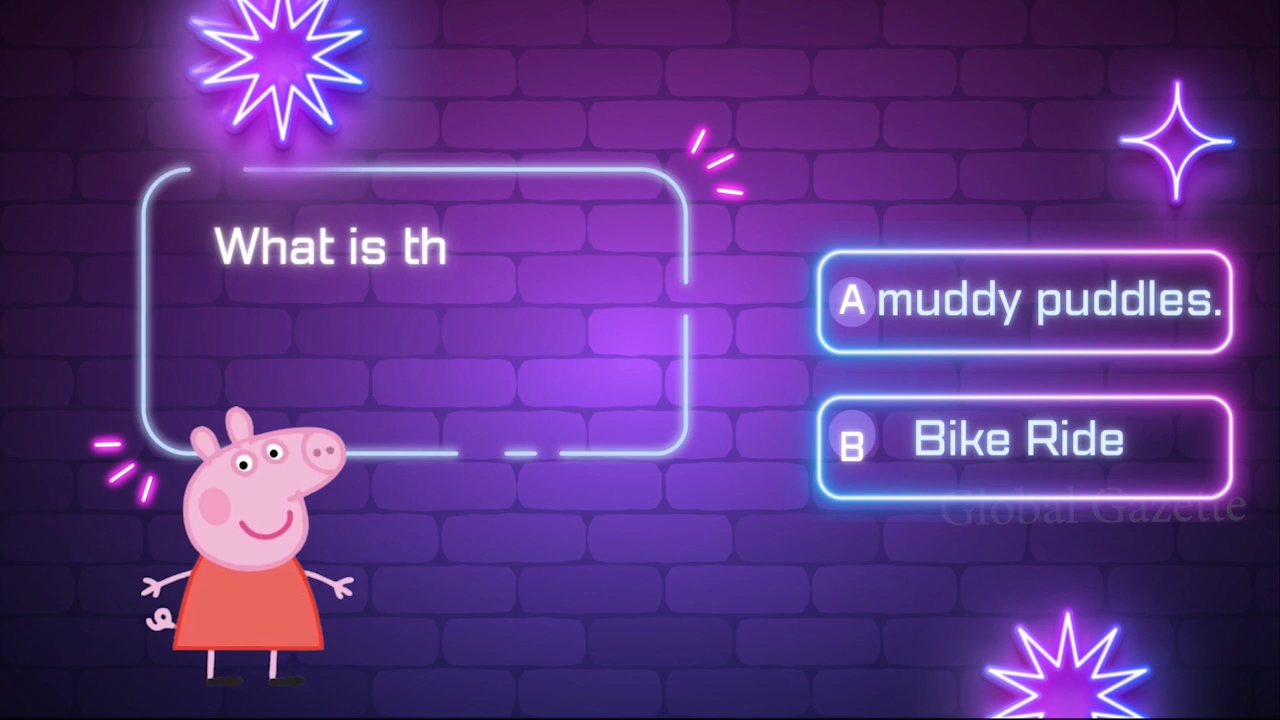 What is th
A muddy puddles.
B Bike Ride
Global Gazette